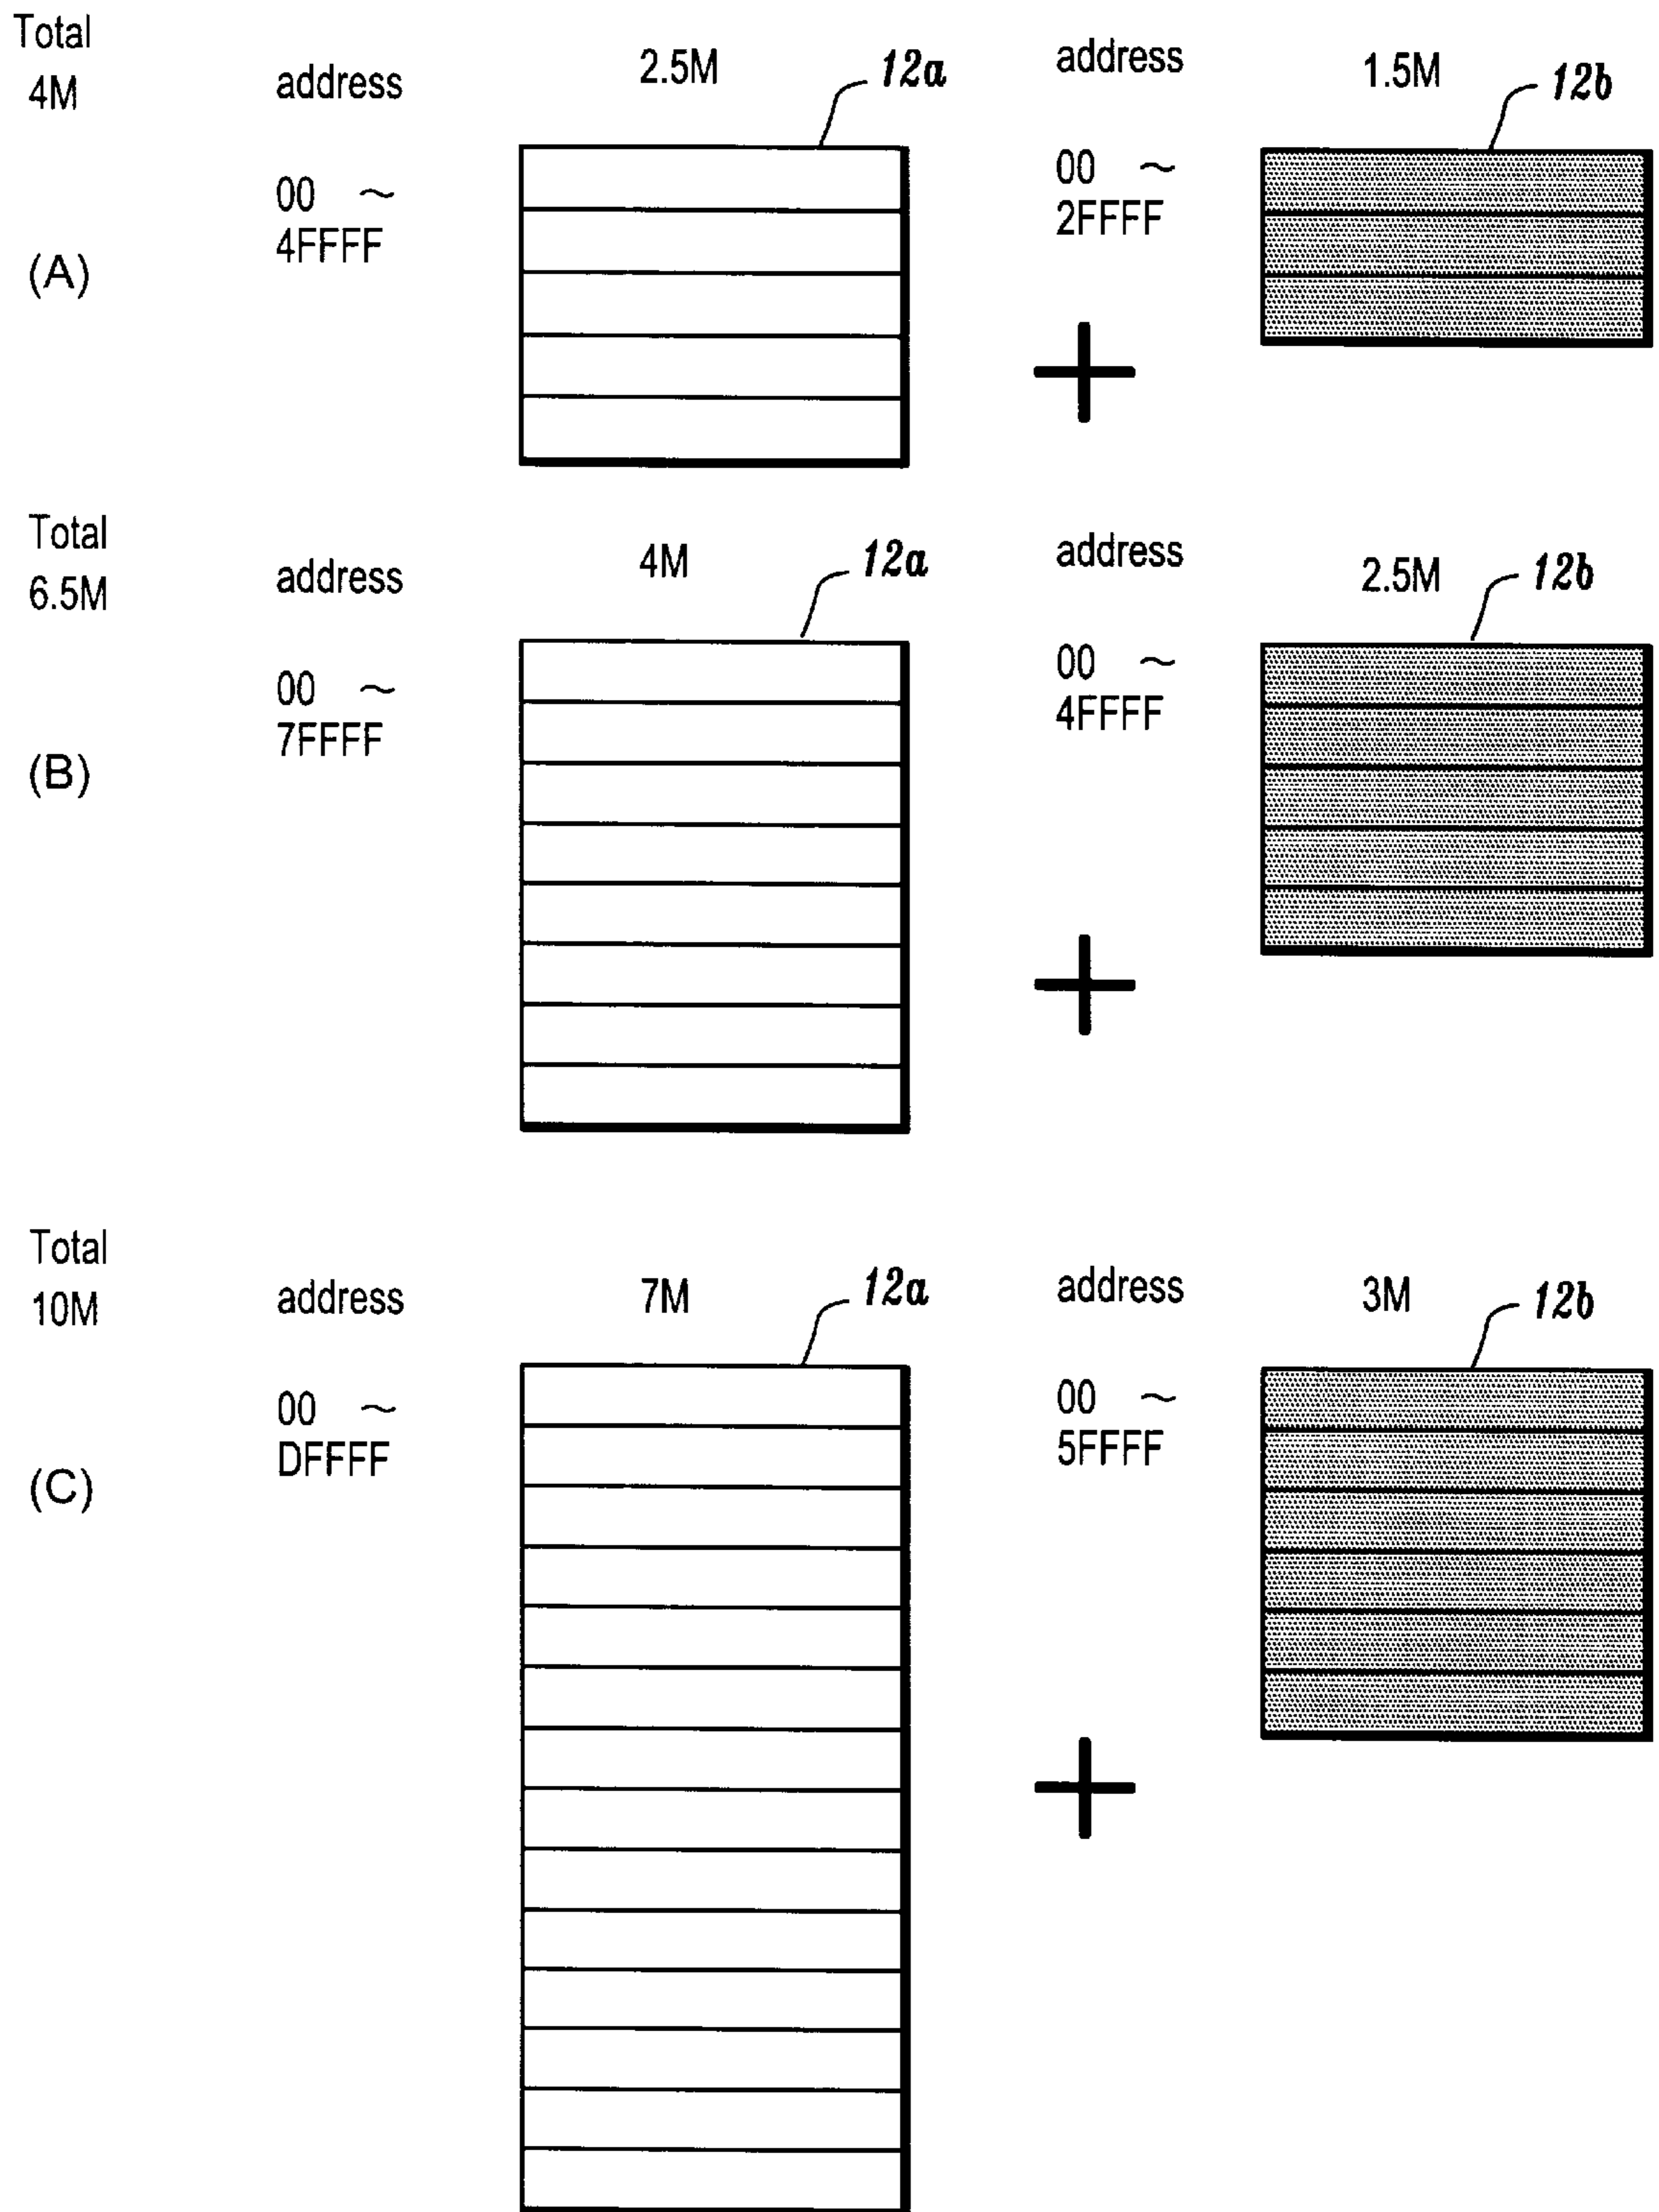 Total
4M
address
2.5M
12a
address
1.5M
12b
00 ~
4FFFF
00 ~
2FFFF
(A)
Total
6.5M
address
4M
12a
address
2.5M
12b
00 ~
7FFFF
00 ~
4FFFF
(B)
Total
10M
address
7M
12a
address
3M
12b
00 ~
DFFFF
00 ~
5FFFF
(C)